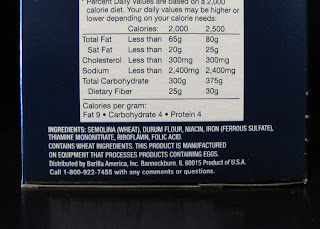 Percent Daily Values are based on a 2,000
calorie diet. Your daily values may be higher or
lower depending on your calorie needs:
Calories: 2,000 2,500
Total Fat Less than 65g 80g
Sat Fat Less than 20g 25g
Cholesterol Less than 300mg 300mg
Sodium Less than 2,400mg 2,400mg
Total Carbohydrate 300g 375g
Dietary Fiber 25g 30g
Calories per gram:
Fat 9 • Carbohydrate 4 • Protein 4
INGREDIENTS: SEMOLINA (WHEAT), DURUM FLOUR, NIACIN, IRON (FERROUS SULFATE),
THIAMINE MONONITRATE, RIBOFLAVIN, FOLIC ACID.
CONTAINS WHEAT INGREDIENTS. THIS PRODUCT IS MANUFACTURED
ON EQUIPMENT THAT PROCESSES PRODUCTS CONTAINING EGGS.
Distributed by Barilla America, Inc. Bannockburn, IL 60015 Product of U.S.A.
Call 1-800-922-7455 with any comments or questions.